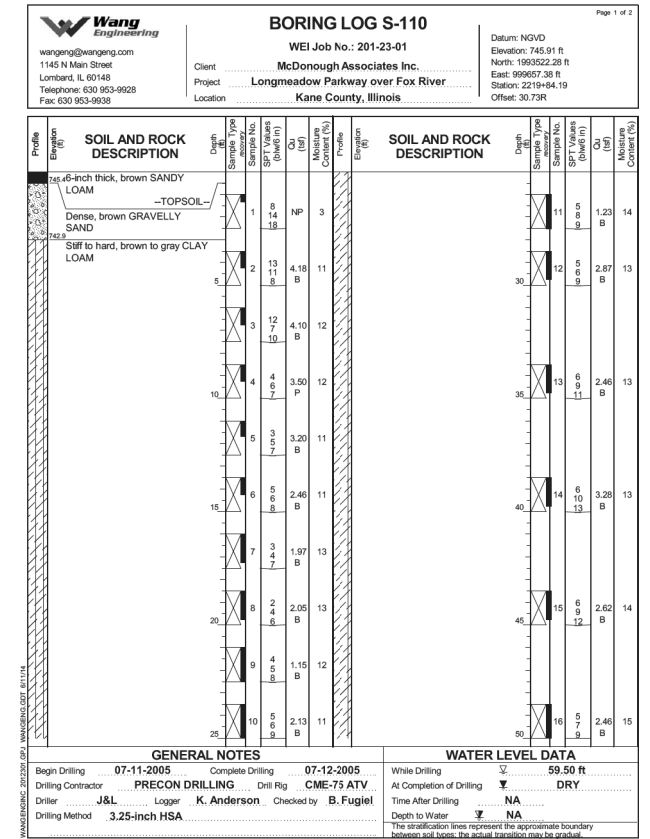 Page 1 of 2
Wang
Engineering
wangeng@wangeng.com
1145 N Main Street
Lombard, IL 60148
Telephone: 630 953-9928
Fax: 630 953-9938
BORING LOG S-110
WEI Job No.: 201-23-01
Client McDonough Associates Inc.
Project Longmeadow Parkway over Fox River
Location Kane County, Illinois
Datum: NGVD
Elevation: 745.91 ft
North: 1993522.28 ft
East: 999657.38 ft
Station: 2219+84.19
Offset: 30.73R
Profile Elevation (ft) SOIL AND ROCK DESCRIPTION Depth (ft) Sample Type recovery Sample No. SPT Values (blw/6 in) Qu (tsf) Moisture Content (%) Profile Elevation (ft) SOIL AND ROCK DESCRIPTION Depth (ft) Sample Type recovery Sample No. SPT Values (blw/6 in) Qu (tsf) Moisture Content (%)
745.4 6-inch thick, brown SANDY
LOAM
--TOPSOIL--
Dense, brown GRAVELLY
SAND
742.9
Stiff to hard, brown to gray CLAY
LOAM
1 8 14 18 NP 3
5 2 13 11 8 4.18 B 11
3 12 7 10 4.10 B 12
10 4 4 6 7 3.50 P 12
5 3 5 7 3.20 B 11
15 6 5 6 8 2.46 B 11
7 3 4 7 1.97 B 13
20 8 2 4 6 2.05 B 13
9 4 5 8 1.15 B 12
25 10 5 6 9 2.13 B 11
11 5 8 9 1.23 B 14
30 12 5 6 9 2.87 B 13
35 13 6 9 11 2.46 B 13
40 14 6 10 13 3.28 B 13
45 15 6 9 12 2.62 B 14
50 16 5 7 9 2.46 B 15
GENERAL NOTES
Begin Drilling 07-11-2005 Complete Drilling 07-12-2005
Drilling Contractor PRECON DRILLING Drill Rig CME-75 ATV
Driller J&L Logger K. Anderson Checked by B. Fugiel
Drilling Method 3.25-inch HSA
WATER LEVEL DATA
While Drilling 59.50 ft
At Completion of Drilling DRY
Time After Drilling NA
Depth to Water NA
The stratification lines represent the approximate boundary
between soil types; the actual transition may be gradual.
WANGENGINC 2012301.GPJ WANGENG.GDT 6/11/14